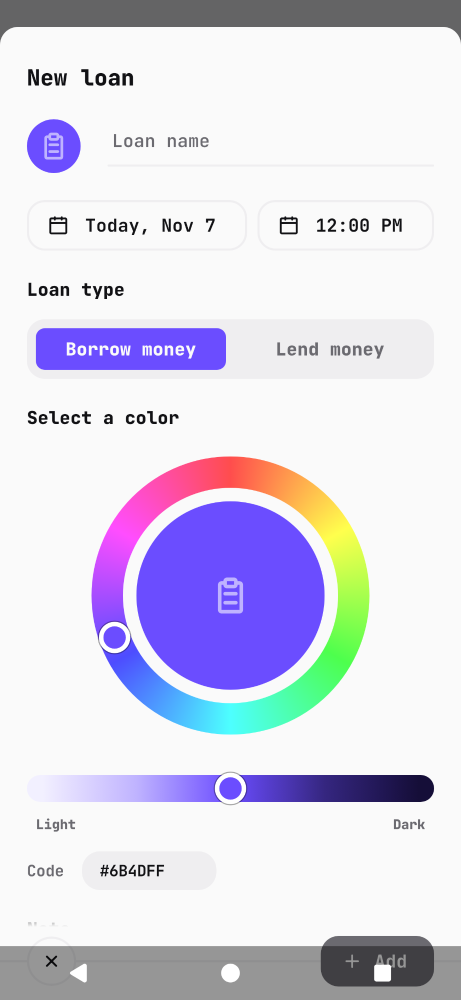 New loan
Loan name
Today, Nov 7
12:00 PM
Loan type
Borrow money
Lend money
Select a color
Light
Dark
Code
#6B4DFF
Add